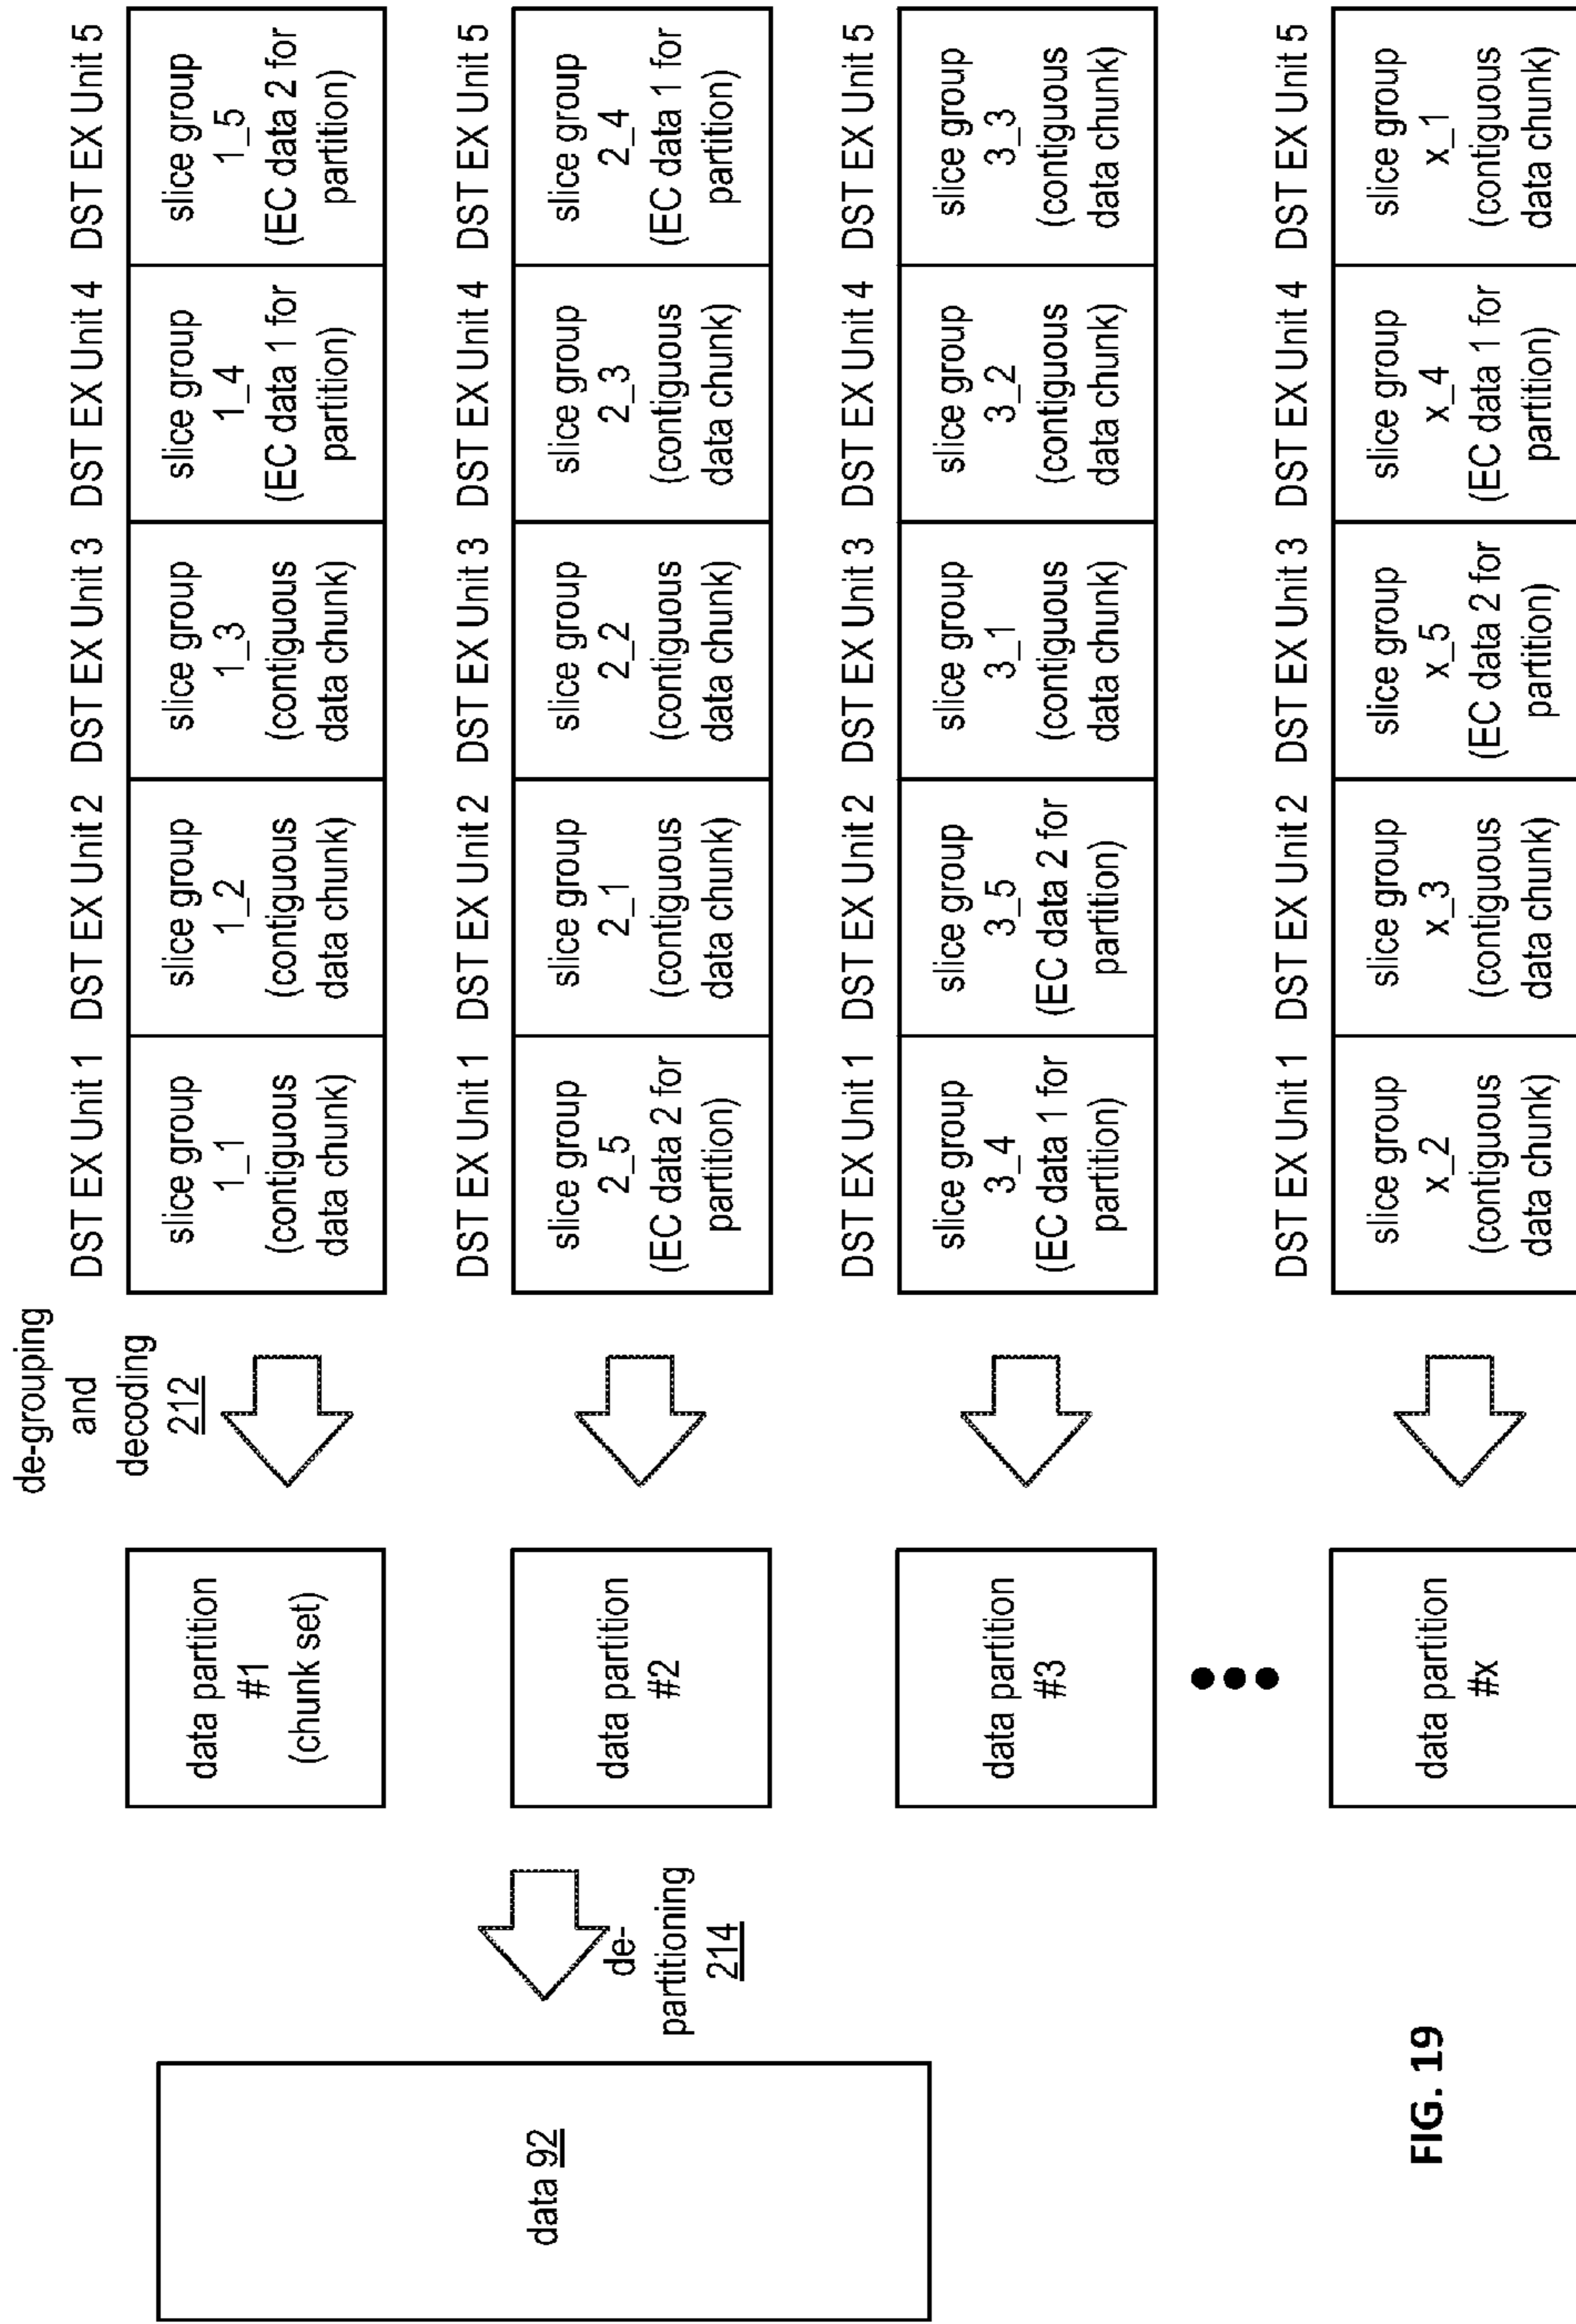 de-grouping
and
decoding
212
DST EX Unit 1 DST EX Unit 2 DST EX Unit 3 DST EX Unit 4 DST EX Unit 5
data partition
#1
(chunk set)
slice group
1_1
(contiguous
data chunk)
slice group
1_2
(contiguous
data chunk)
slice group
1_3
(contiguous
data chunk)
slice group
1_4
(EC data 1 for
partition)
slice group
1_5
(EC data 2 for
partition)
data 92
de-
partitioning
214
DST EX Unit 1 DST EX Unit 2 DST EX Unit 3 DST EX Unit 4 DST EX Unit 5
data partition
#2
slice group
2_5
(EC data 2 for
partition)
slice group
2_1
(contiguous
data chunk)
slice group
2_2
(contiguous
data chunk)
slice group
2_3
(contiguous
data chunk)
slice group
2_4
(EC data 1 for
partition)
DST EX Unit 1 DST EX Unit 2 DST EX Unit 3 DST EX Unit 4 DST EX Unit 5
data partition
#3
slice group
3_4
(EC data 1 for
partition)
slice group
3_5
(EC data 2 for
partition)
slice group
3_1
(contiguous
data chunk)
slice group
3_2
(contiguous
data chunk)
slice group
3_3
(contiguous
data chunk)
DST EX Unit 1 DST EX Unit 2 DST EX Unit 3 DST EX Unit 4 DST EX Unit 5
data partition
#x
slice group
x_2
(contiguous
data chunk)
slice group
x_3
(contiguous
data chunk)
slice group
x_5
(EC data 2 for
partition)
slice group
x_4
(EC data 1 for
partition)
slice group
x_1
(contiguous
data chunk)
FIG. 19